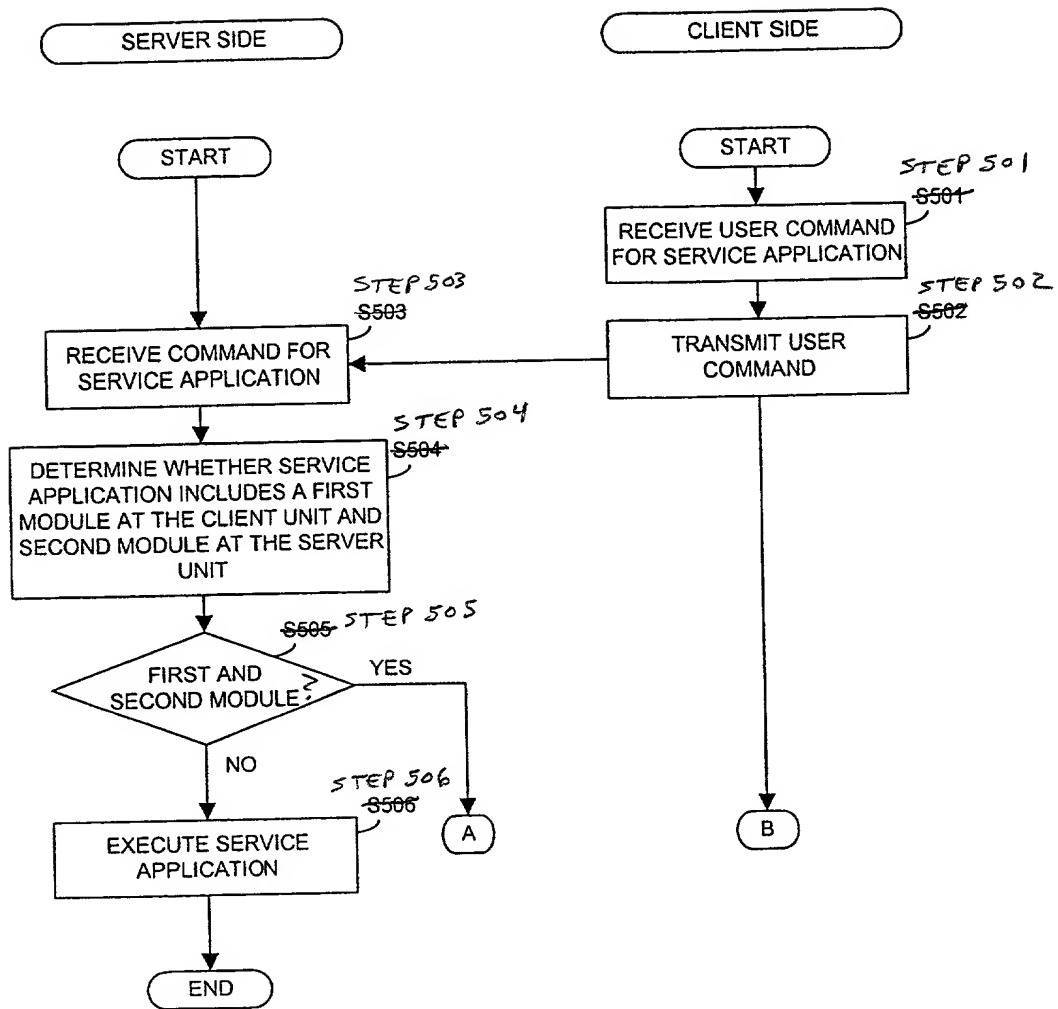 SERVER SIDE
CLIENT SIDE
START
START
STEP 501
S501
RECEIVE USER COMMAND
FOR SERVICE APPLICATION
STEP 502
S502
TRANSMIT USER
COMMAND
STEP 503
S503
RECEIVE COMMAND FOR
SERVICE APPLICATION
STEP 504
S504
DETERMINE WHETHER SERVICE
APPLICATION INCLUDES A FIRST
MODULE AT THE CLIENT UNIT AND
SECOND MODULE AT THE SERVER
UNIT
S505 STEP 505
FIRST AND
SECOND MODULE?
YES
NO
STEP 506
S506
EXECUTE SERVICE
APPLICATION
A
B
END